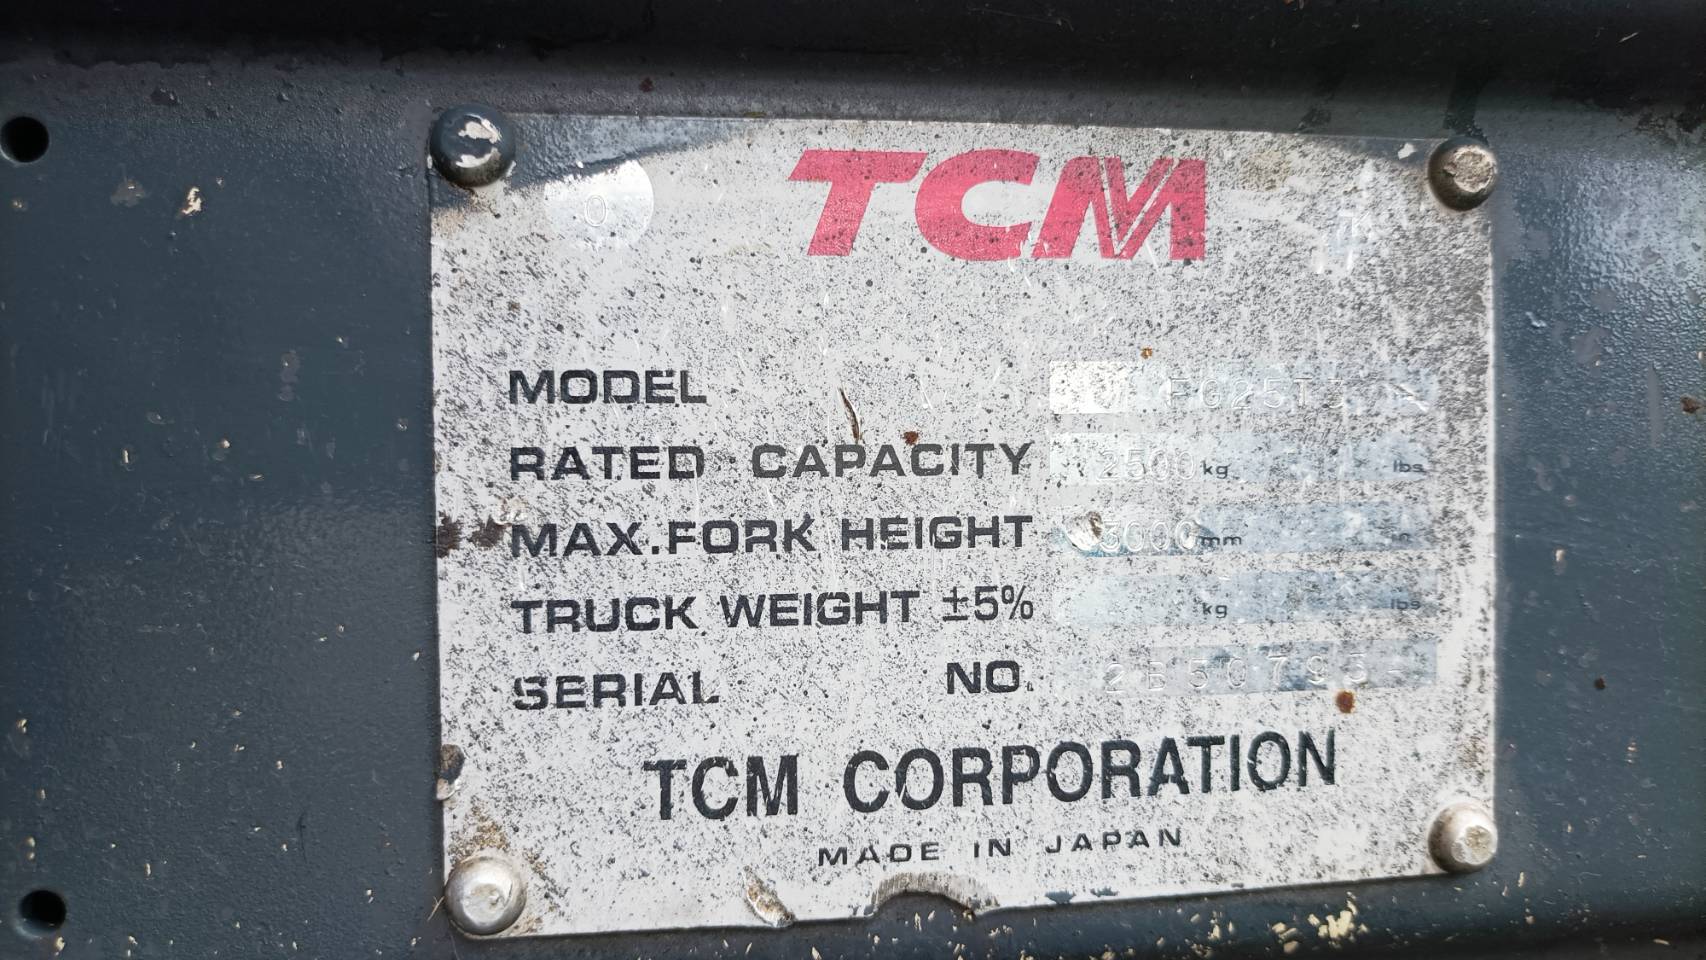 0 TCM
MODEL
RATED CAPACITY 2500 kg lbs
MAX.FORK HEIGHT 3000 mm in
TRUCK WEIGHT ±5% kg lbs
SERIAL NO.
TCM CORPORATION
MADE IN JAPAN